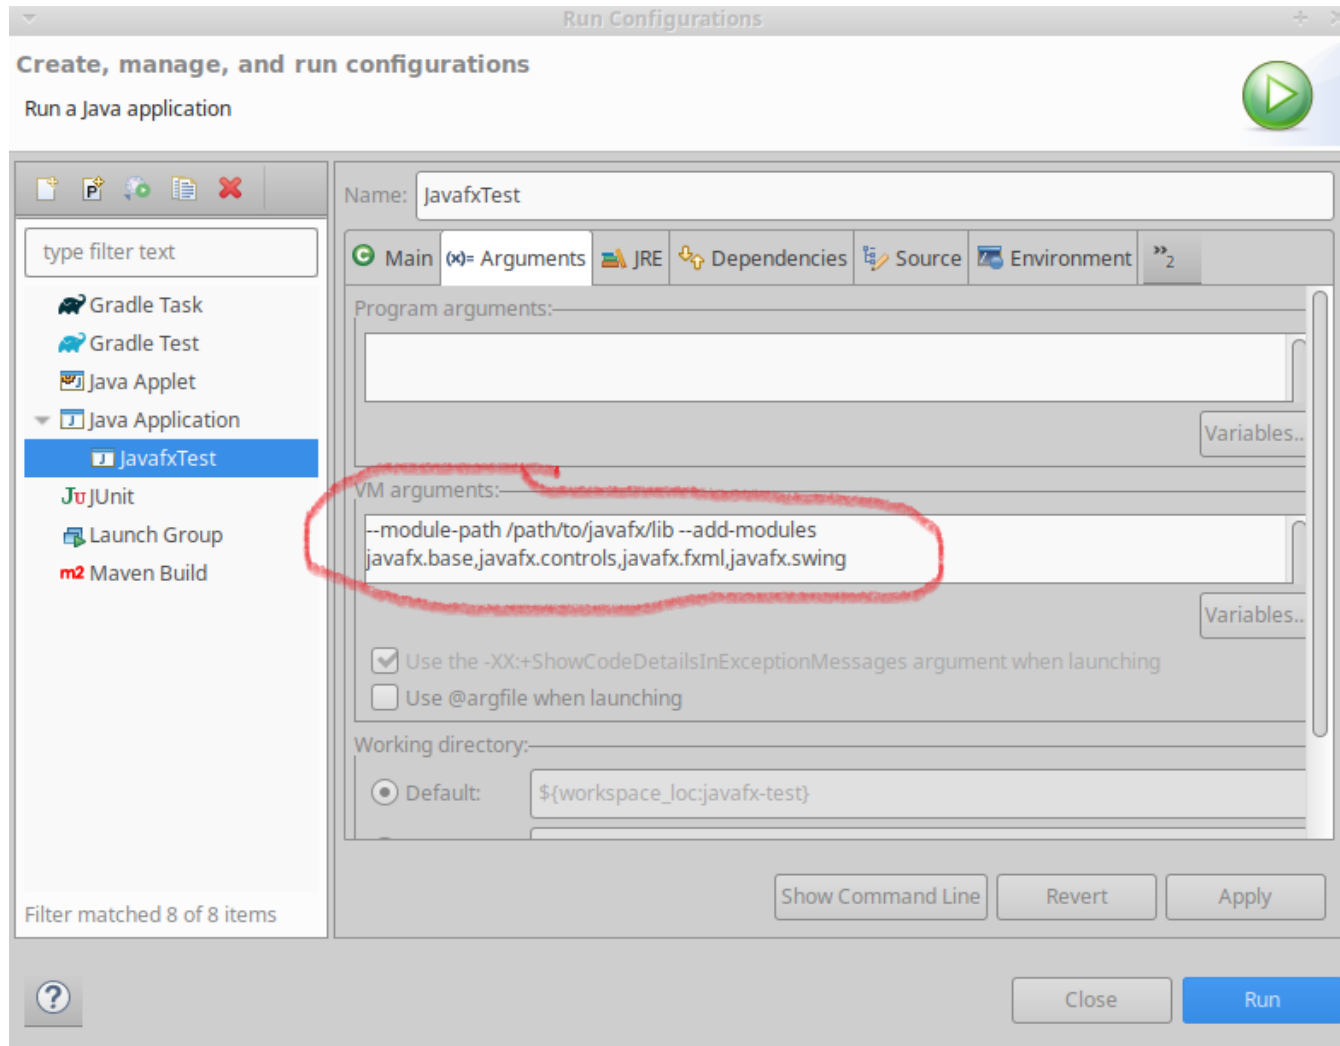 Run Configurations
Create, manage, and run configurations
Run a Java application
type filter text
Gradle Task
Gradle Test
Java Applet
Java Application
JavafxTest
JUnit
Launch Group
m2 Maven Build
Filter matched 8 of 8 items
Name: JavafxTest
Main (x)= Arguments JRE Dependencies Source Environment »2
Program arguments:
Variables..
VM arguments:
--module-path /path/to/javafx/lib --add-modules
javafx.base,javafx.controls,javafx.fxml,javafx.swing
Variables..
Use the -XX:+ShowCodeDetailsInExceptionMessages argument when launching
Use @argfile when launching
Working directory:
Default: ${workspace_loc:javafx-test}
Show Command Line Revert Apply
Close Run